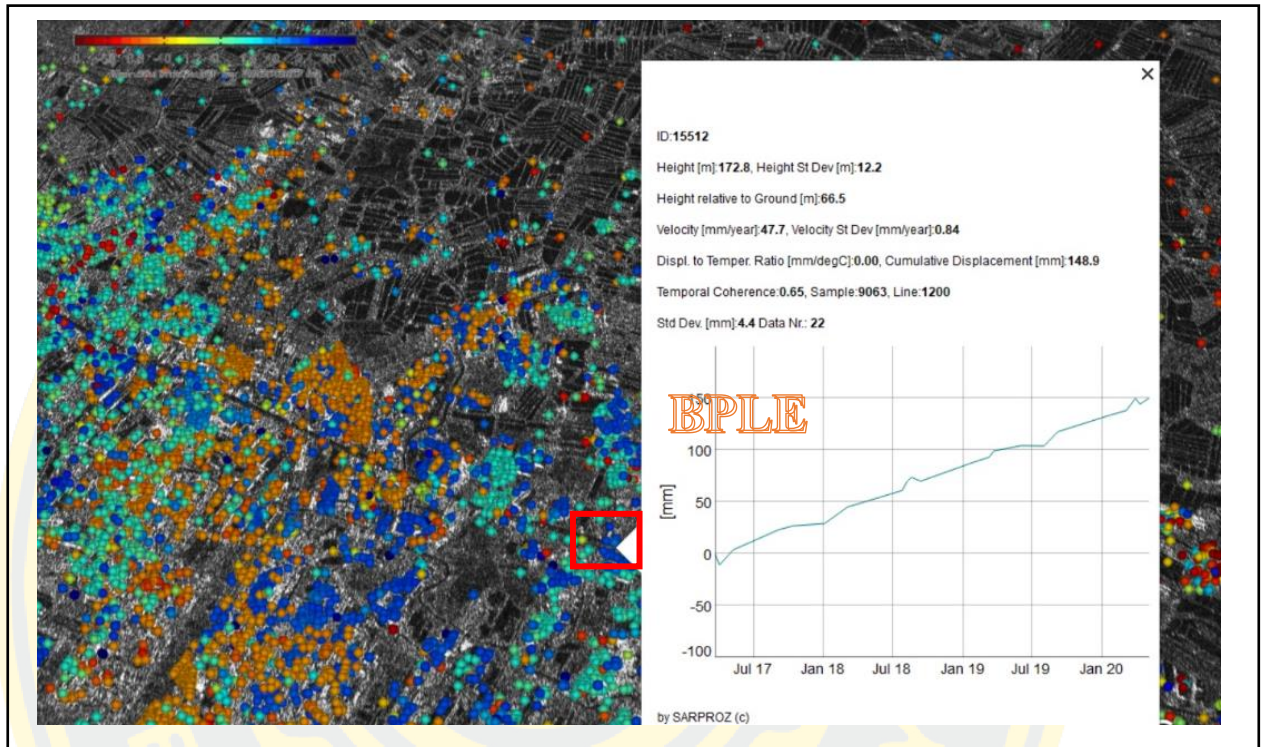 ×
ID:15512
Height [m]:172.8, Height St Dev [m]:12.2
Height relative to Ground [m]:66.5
Velocity [mm/year]:47.7, Velocity St Dev [mm/year]:0.84
Displ. to Temper. Ratio [mm/degC]:0.00, Cumulative Displacement [mm]:148.9
Temporal Coherence:0.65, Sample:9063, Line:1200
Std Dev. [mm]:4.4 Data Nr.: 22
150
BPLE
100
[mm]
50
0
-50
-100
Jul 17 Jan 18 Jul 18 Jan 19 Jul 19 Jan 20
by SARPROZ (c)